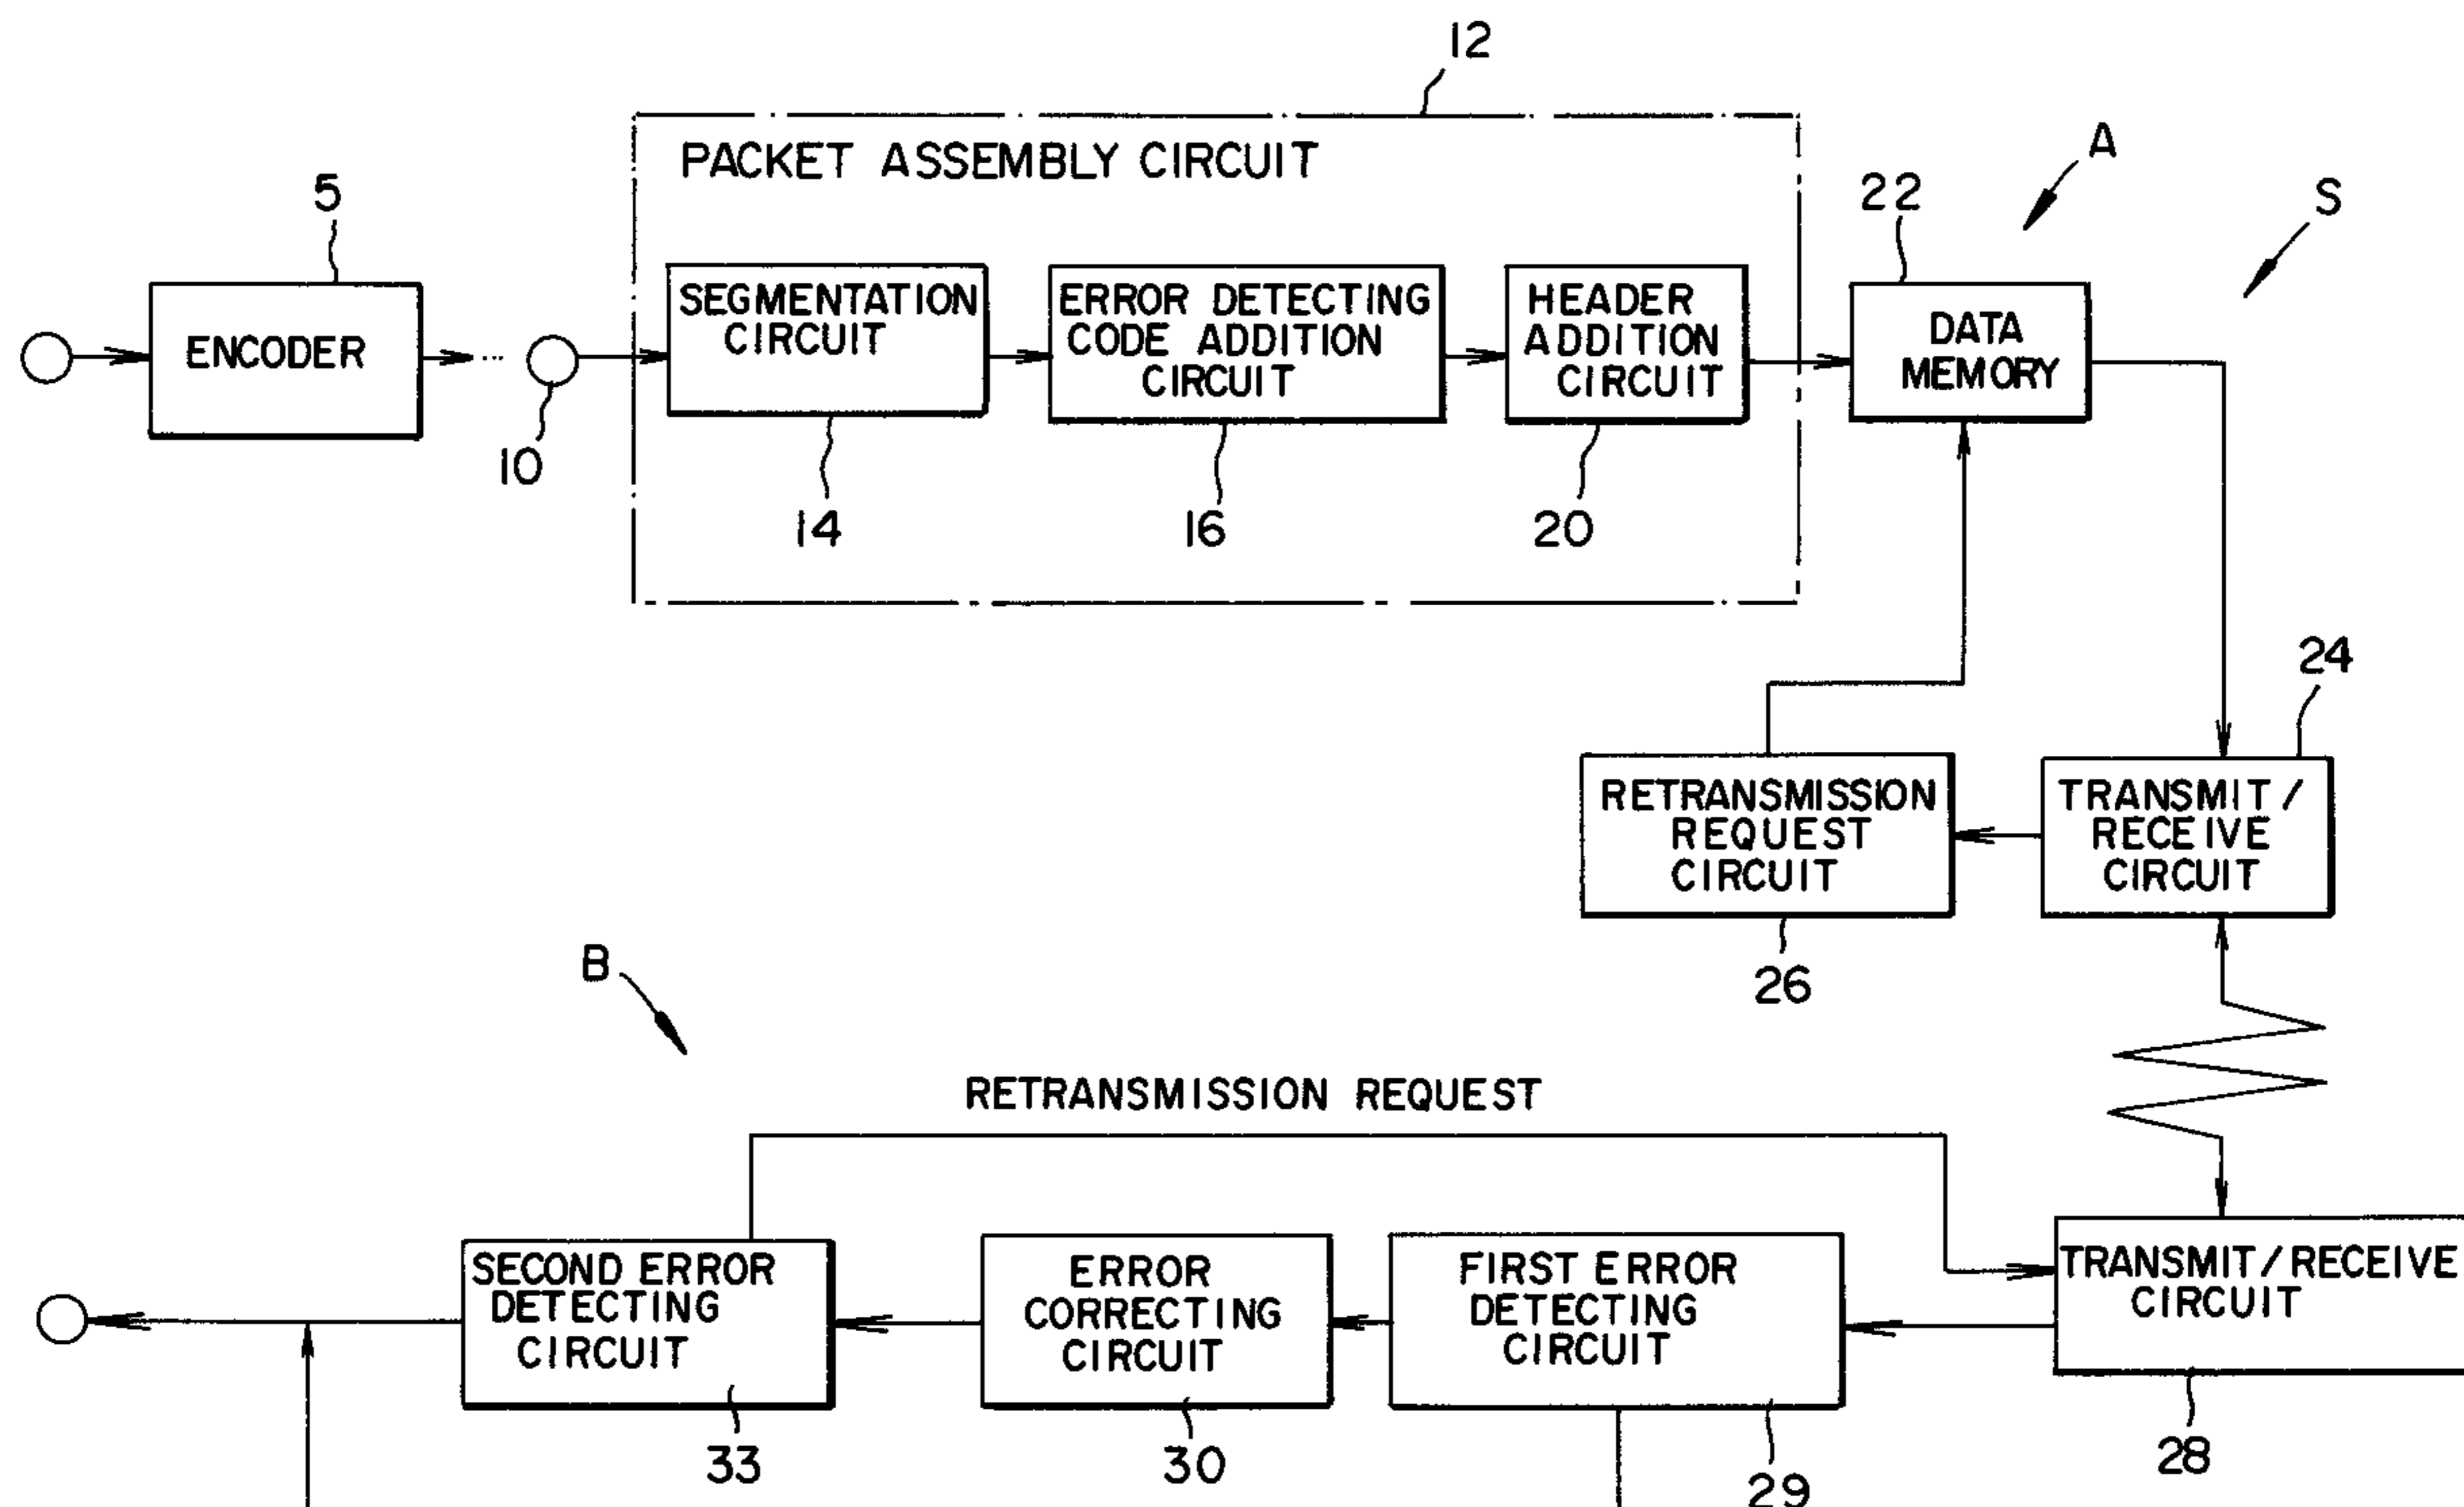 12
PACKET ASSEMBLY CIRCUIT
A
5
22
S
ENCODER
SEGMENTATION
CIRCUIT
ERROR DETECTING
CODE ADDITION
CIRCUIT
HEADER
ADDITION
CIRCUIT
DATA
MEMORY
10
14
16
20
24
RETRANSMISSION
REQUEST
CIRCUIT
TRANSMIT /
RECEIVE
CIRCUIT
B
26
RETRANSMISSION REQUEST
SECOND ERROR
DETECTING
CIRCUIT
ERROR
CORRECTING
CIRCUIT
FIRST ERROR
DETECTING
CIRCUIT
TRANSMIT/RECEIVE
CIRCUIT
33
30
29
28